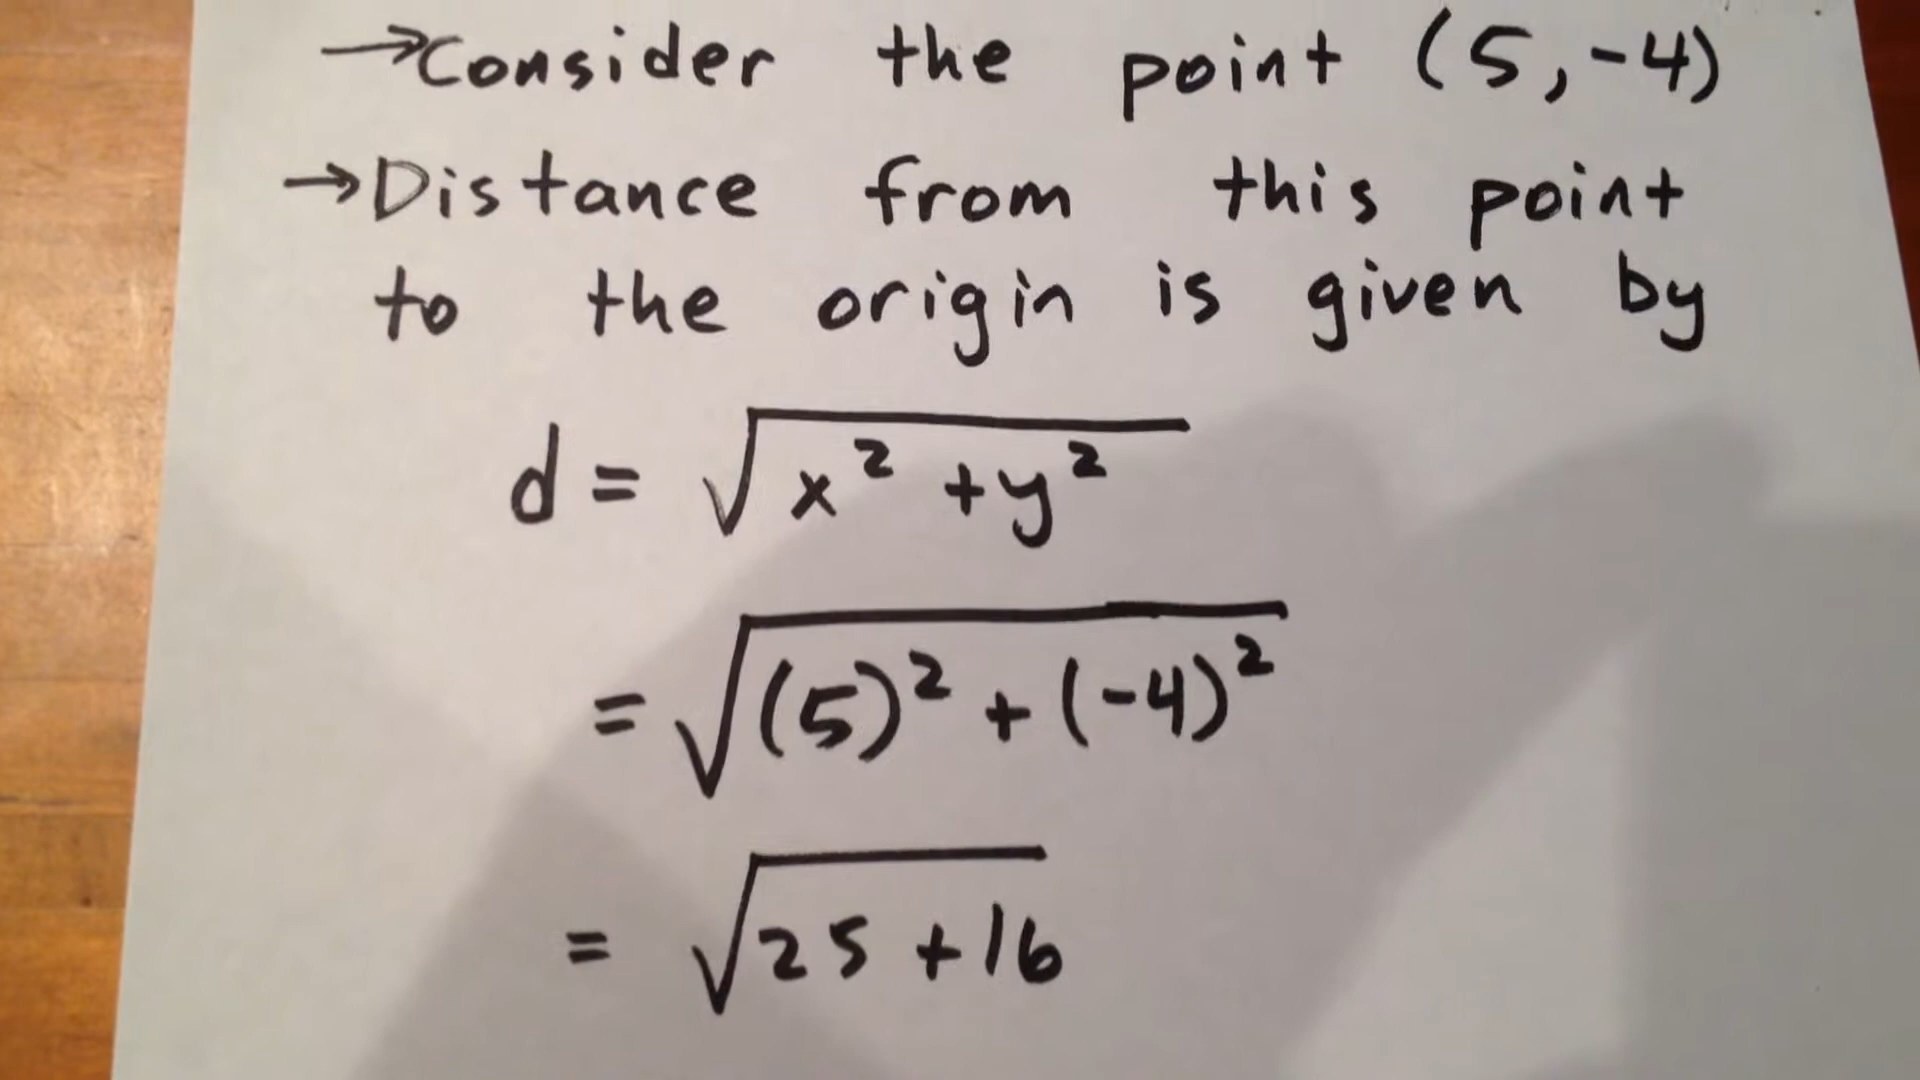 →Consider the point (5,-4)
→Distance from this point
to the origin is given by
d = √(x² + y²)
= √((5)² + (-4)²)
= √(25 + 16)